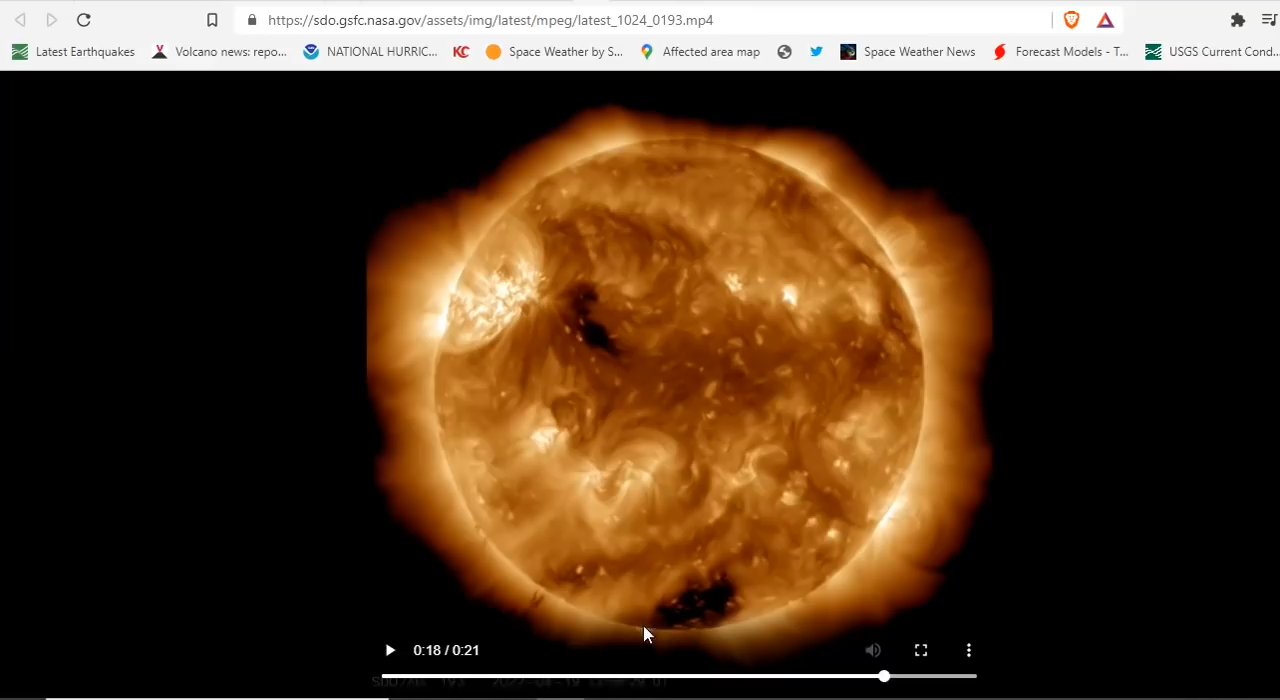 https://sdo.gsfc.nasa.gov/assets/img/latest/mpeg/latest_1024_0193.mp4
Latest Earthquakes Volcano news: repo... NATIONAL HURRIC... KC Space Weather by S... Affected area map Space Weather News Forecast Models - T... USGS Current Cond...
0:18 / 0:21